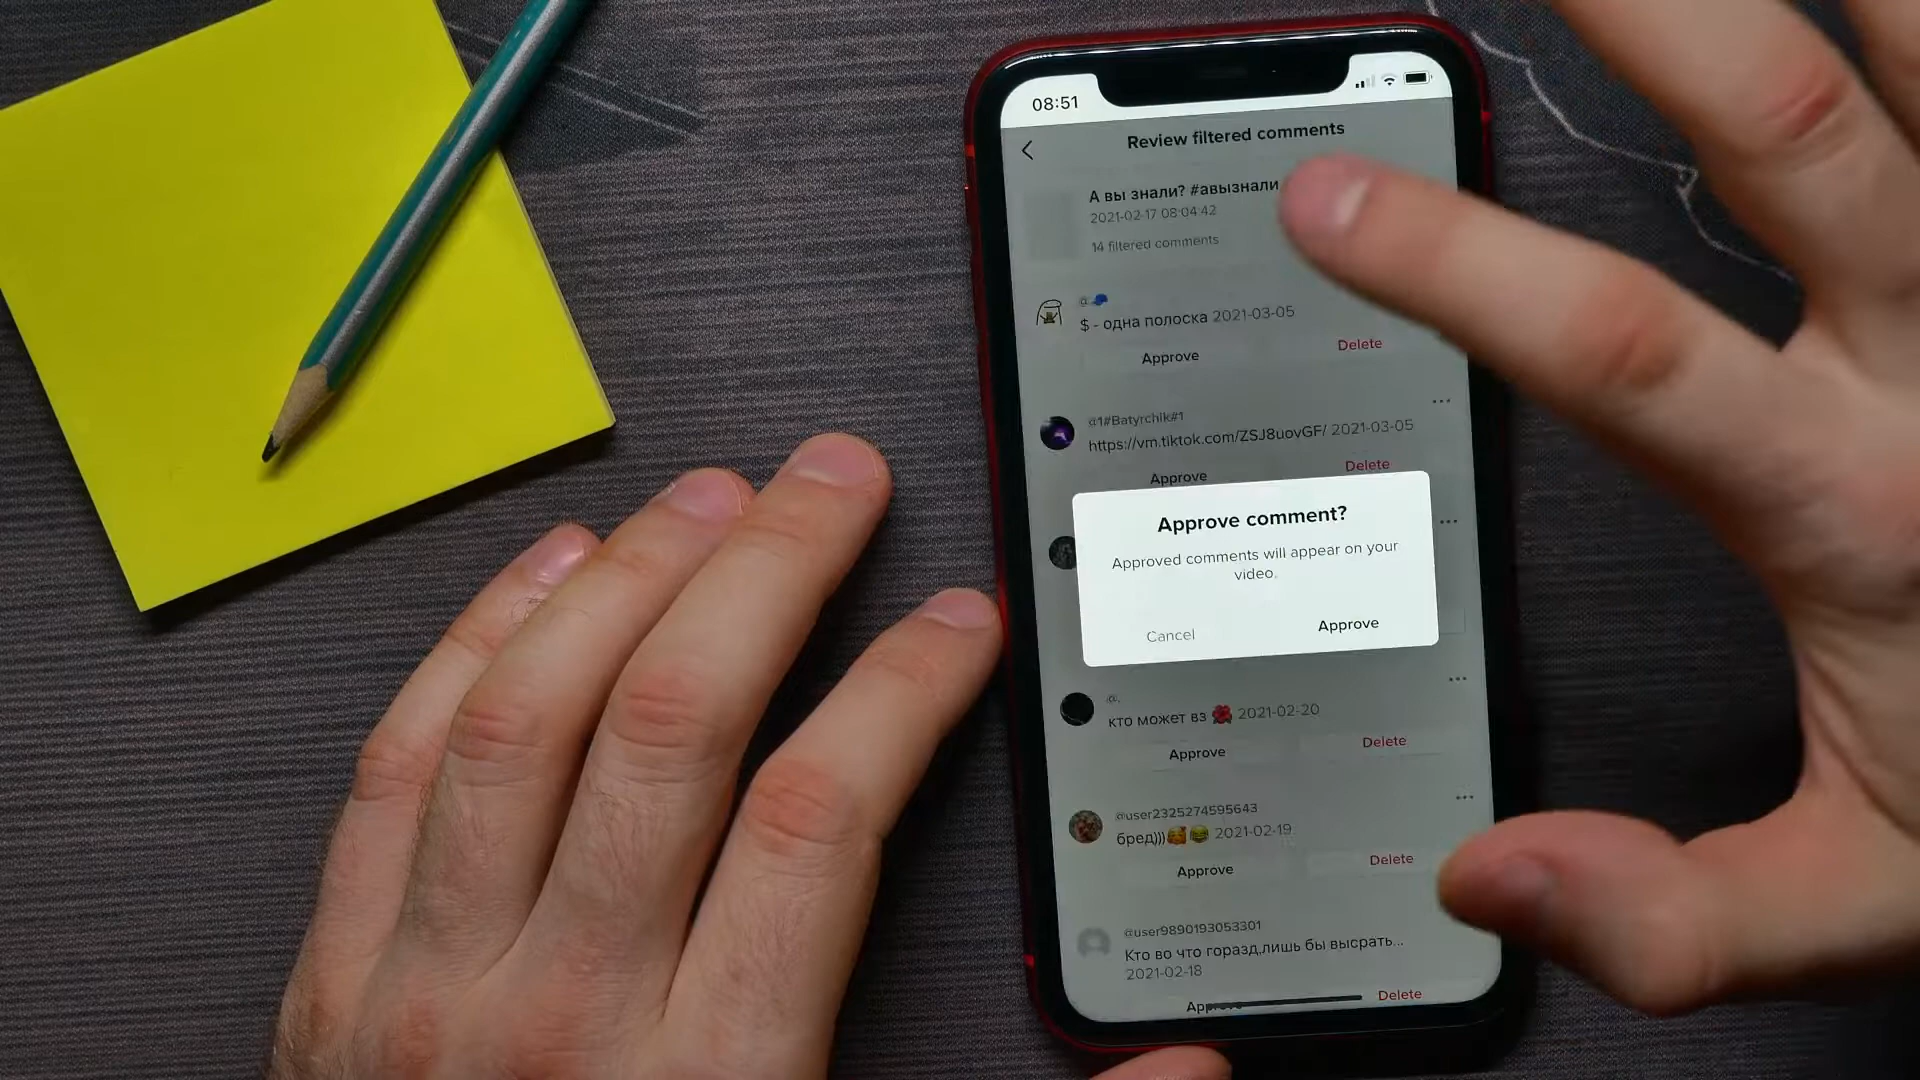 08:51
Review filtered comments
А вы знали? #авызнали
2021-02-17 08:04:42
14 filtered comments
@🧢
$ - одна полоска 2021-03-05
Approve Delete
@1#Batyrchik#1
https://vm.tiktok.com/ZSJ8uovGF/ 2021-03-05
Approve Delete
Approve comment?
Approved comments will appear on your
video.
Cancel Approve
@.
кто может вз 🌺 2021-02-20
Approve Delete
@user2325274595643
бред)))🥰😂 2021-02-19
Approve Delete
@user9890193053301
Кто во что горазд,лишь бы высрать...
2021-02-18
Approve Delete